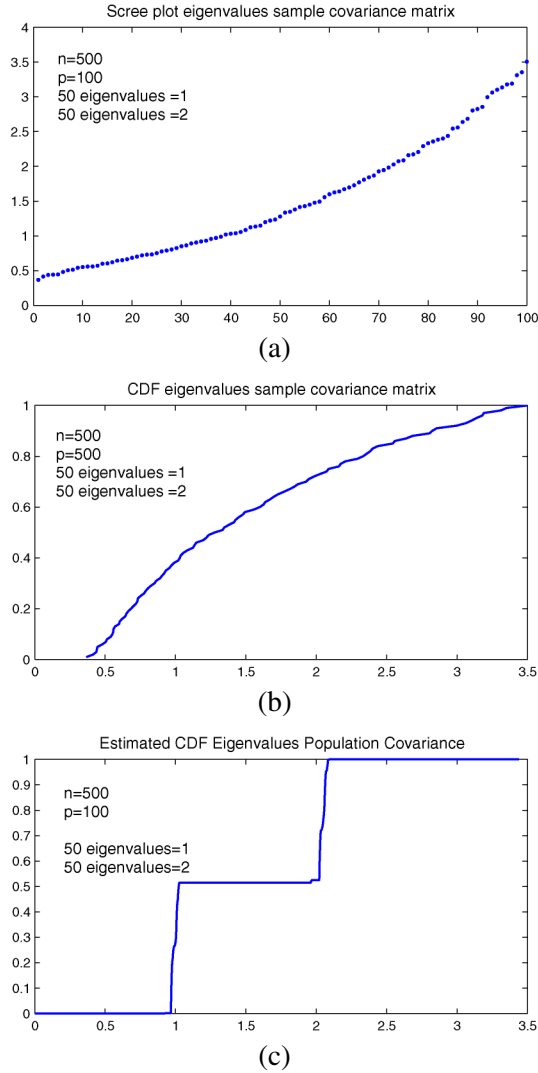 Scree plot eigenvalues sample covariance matrix
4
3.5
3
2.5
2
1.5
1
0.5
0
n=500
p=100
50 eigenvalues =1
50 eigenvalues =2
0 10 20 30 40 50 60 70 80 90 100
(a)
CDF eigenvalues sample covariance matrix
1
0.8
0.6
0.4
0.2
0
n=500
p=500
50 eigenvalues =1
50 eigenvalues =2
0 0.5 1 1.5 2 2.5 3 3.5
(b)
Estimated CDF Eigenvalues Population Covariance
1
0.9
0.8
0.7
0.6
0.5
0.4
0.3
0.2
0.1
0
n=500
p=100
50 eigenvalues=1
50 eigenvalues=2
0 0.5 1 1.5 2 2.5 3 3.5
(c)